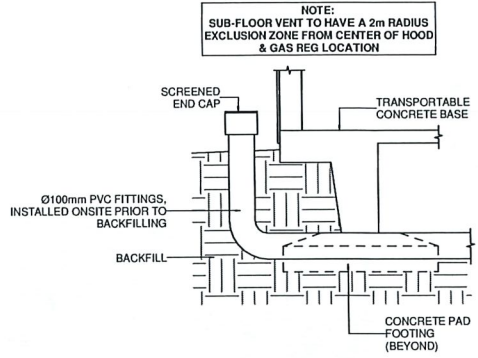 NOTE:
SUB-FLOOR VENT TO HAVE A 2m RADIUS
EXCLUSION ZONE FROM CENTER OF HOOD
& GAS REG LOCATION
SCREENED
END CAP
TRANSPORTABLE
CONCRETE BASE
Ø100mm PVC FITTINGS,
INSTALLED ONSITE PRIOR TO
BACKFILLING
BACKFILL
CONCRETE PAD
FOOTING
(BEYOND)